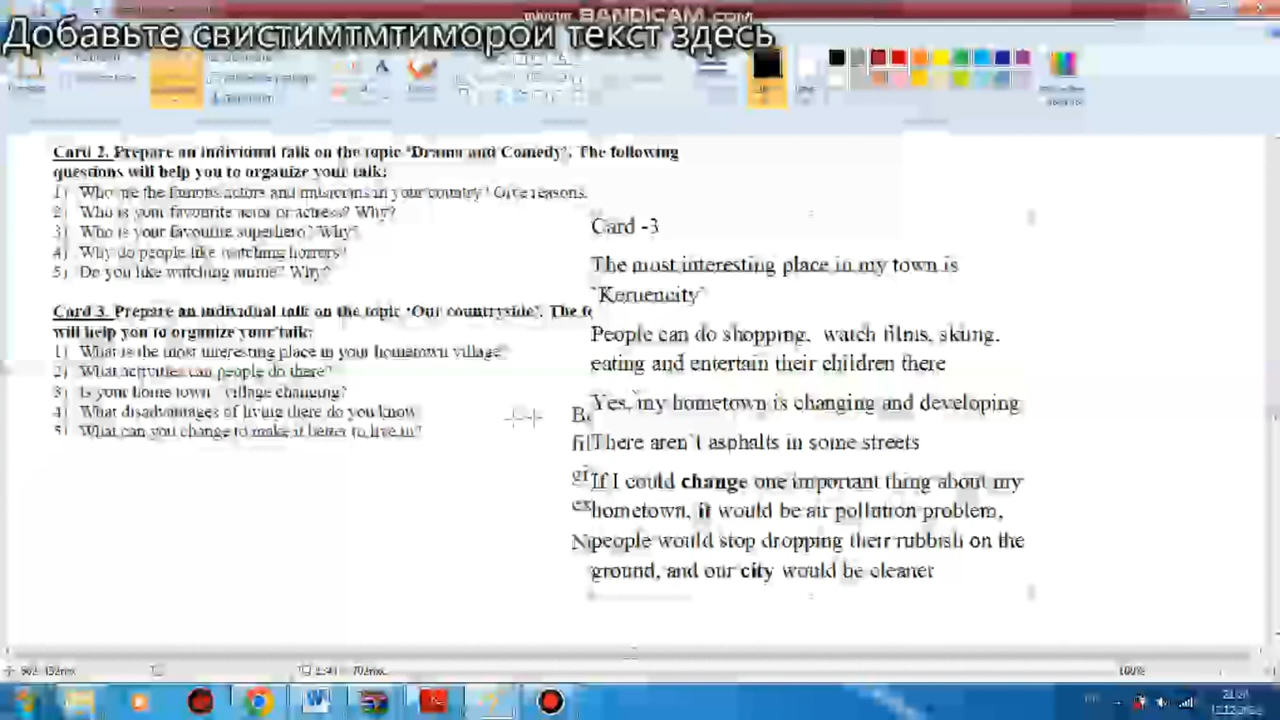 BANDICAM.COM
Добавьте свистимтмтиморой текст здесь
Card 2. Prepare an individual talk on the topic ‘Drama and Comedy’. The following
questions will help you to organize your talk:
1) Who are the famous actors and musicians in your country? Give reasons.
2) Who is your favourite actor or actress? Why?
3) Who is your favourite superhero? Why?
4) Why do people like watching horrors?
5) Do you like watching anime? Why?
Card 3. Prepare an individual talk on the topic ‘Our countryside’. The fo
will help you to organize your talk:
1) What is the most interesting place in your hometown village?
2) What activities can people do there?
3) Is your home town village changing?
4) What disadvantages of living there do you know
5) What can you change to make it better to live in?
Card -3
The most interesting place in my town is
`Keruencity`
People can do shopping, watch films, skiing,
eating and entertain their children there
Yes, my hometown is changing and developing
There aren`t asphalts in some streets
If I could change one important thing about my
hometown, it would be air pollution problem,
people would stop dropping their rubbish on the
ground, and our city would be cleaner
100%